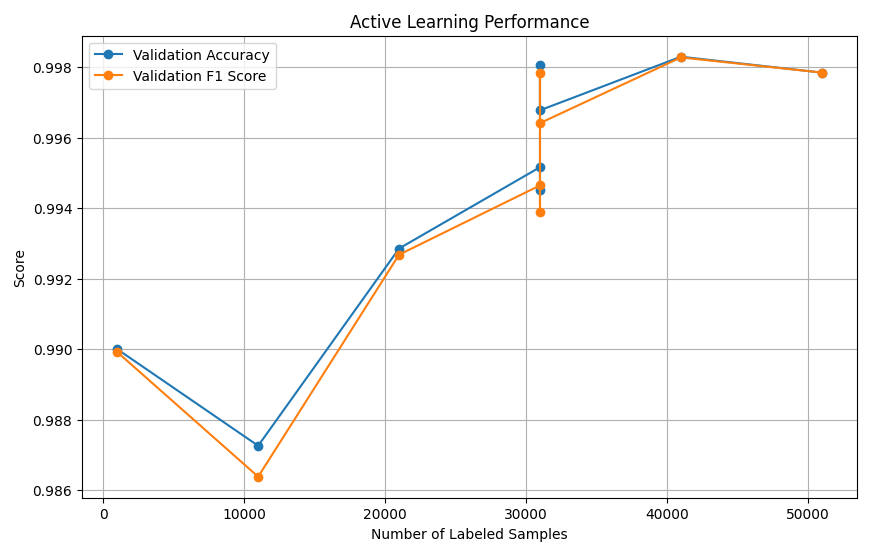 Active Learning Performance
Validation Accuracy
Validation F1 Score
0.998
0.996
0.994
0.992
0.990
0.988
0.986
Score
0 10000 20000 30000 40000 50000
Number of Labeled Samples